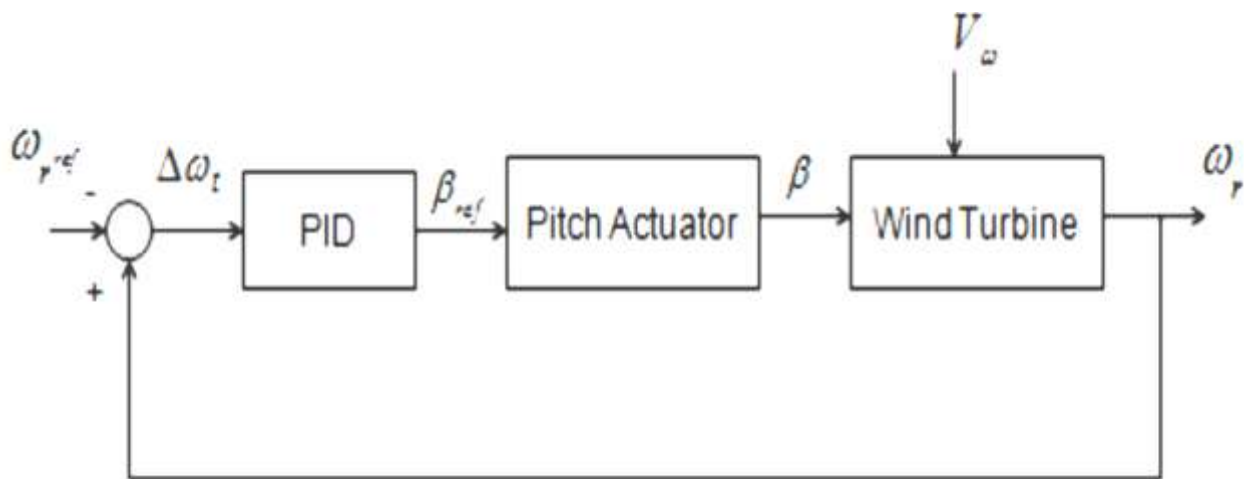 V_ω
ω_r ref
-
Δω_t
PID
β_ref
Pitch Actuator
β
Wind Turbine
ω_r
+